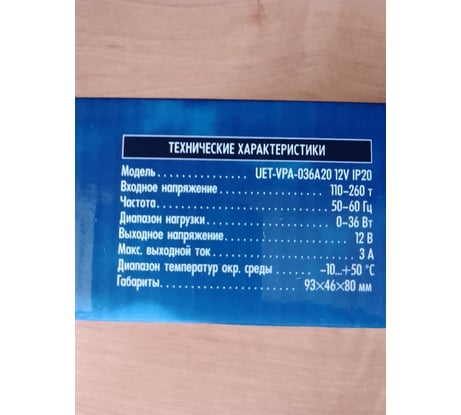 ТЕХНИЧЕСКИЕ ХАРАКТЕРИСТИКИ
Модель.................. UET-VPA-036A20 12V IP20
Входное напряжение ................. 110–260 т
Частота.............................. 50–60 Гц
Диапазон нагрузки ................... 0–36 Вт
Выходное напряжение ..................... 12 В
Макс. выходной ток ....................... 3 А
Диапазон температур окр. среды ...... –10...+50 °С
Габариты...................... 93×46×80 мм